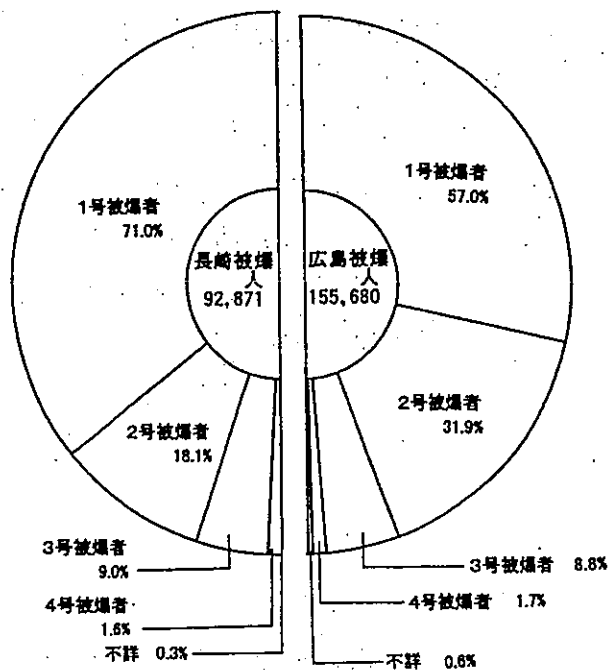 1号被爆者
71.0%
長崎被爆
人
92,871
2号被爆者
18.1%
3号被爆者
9.0%
4号被爆者
1.6%
不詳 0.3%
1号被爆者
57.0%
広島被爆
人
155,680
2号被爆者
31.9%
3号被爆者 8.8%
4号被爆者 1.7%
不詳 0.6%